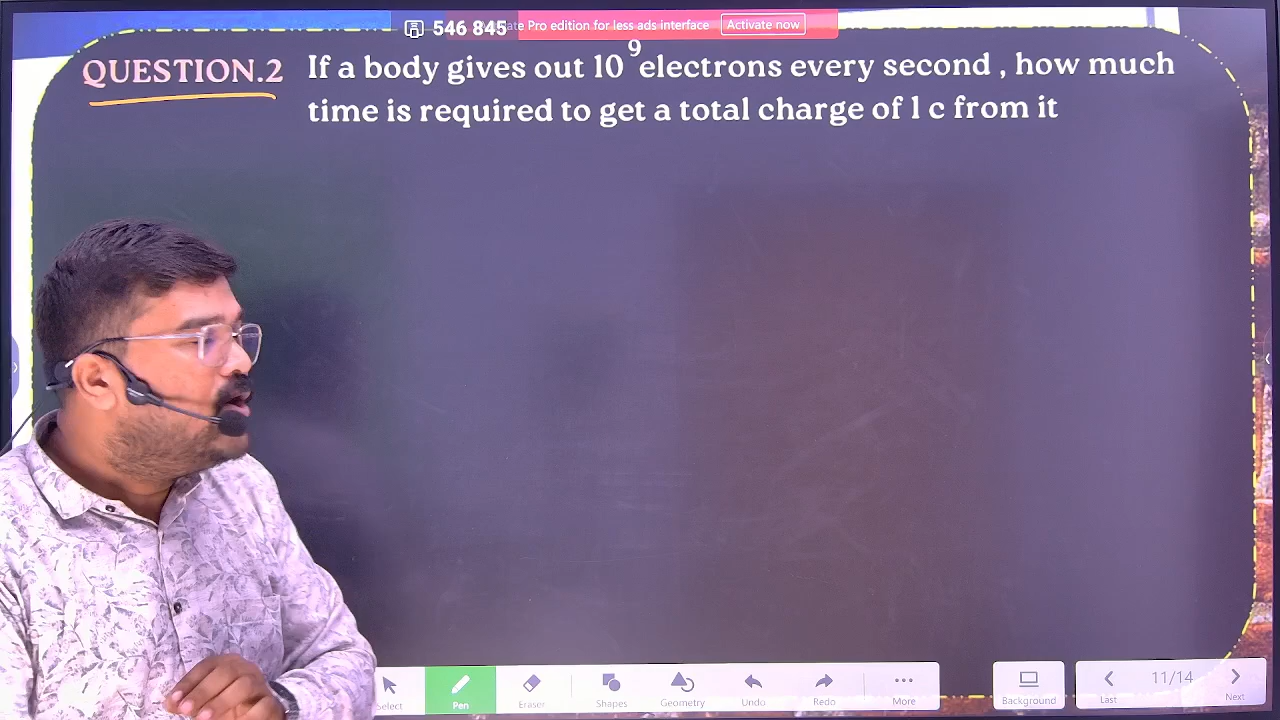 546 845
ate Pro edition for less ads interface Activate now
QUESTION.2 If a body gives out 10⁹ electrons every second , how much
time is required to get a total charge of 1 c from it
Select Pen Eraser Shapes Geometry Undo Redo More Background Last 11/14 Next